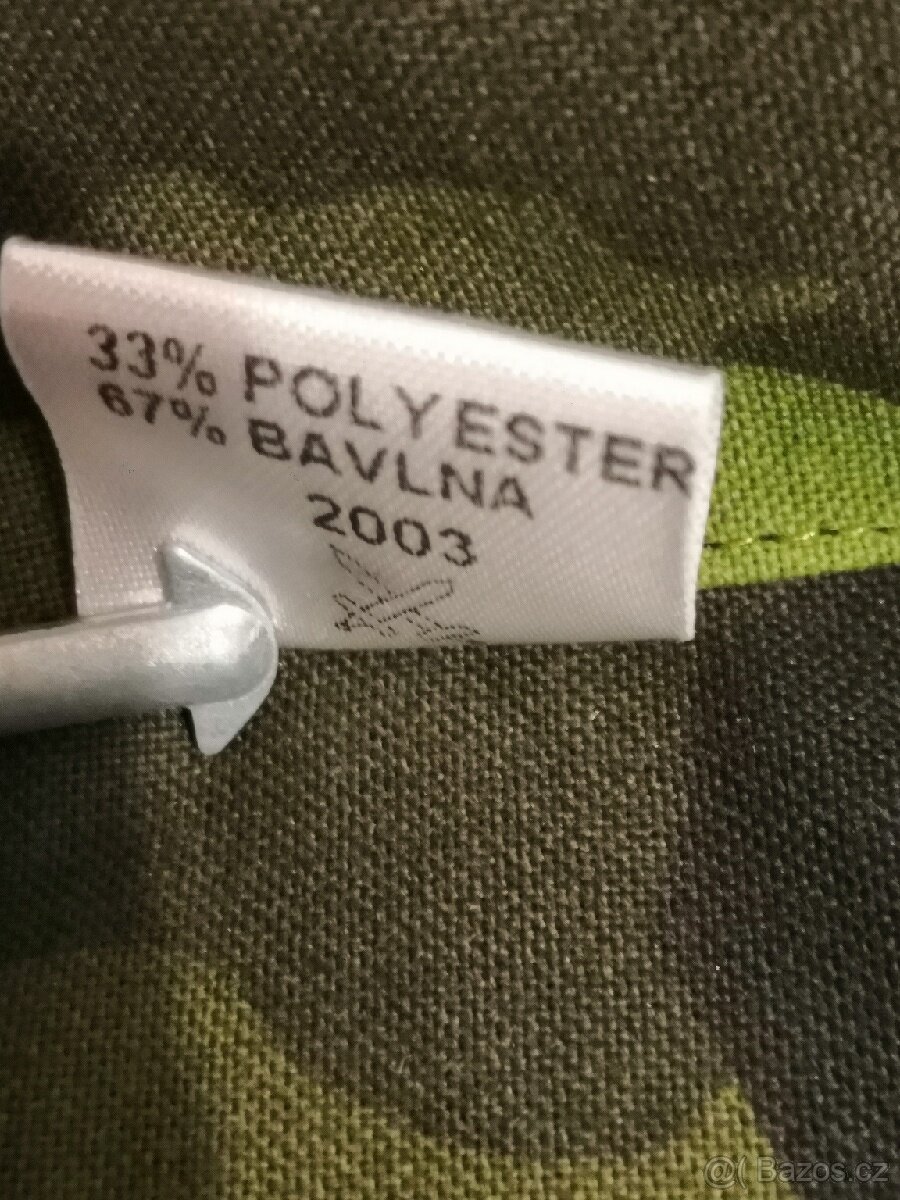 33% POLYESTER
67% BAVLNA
2003
@( Bazos.cz